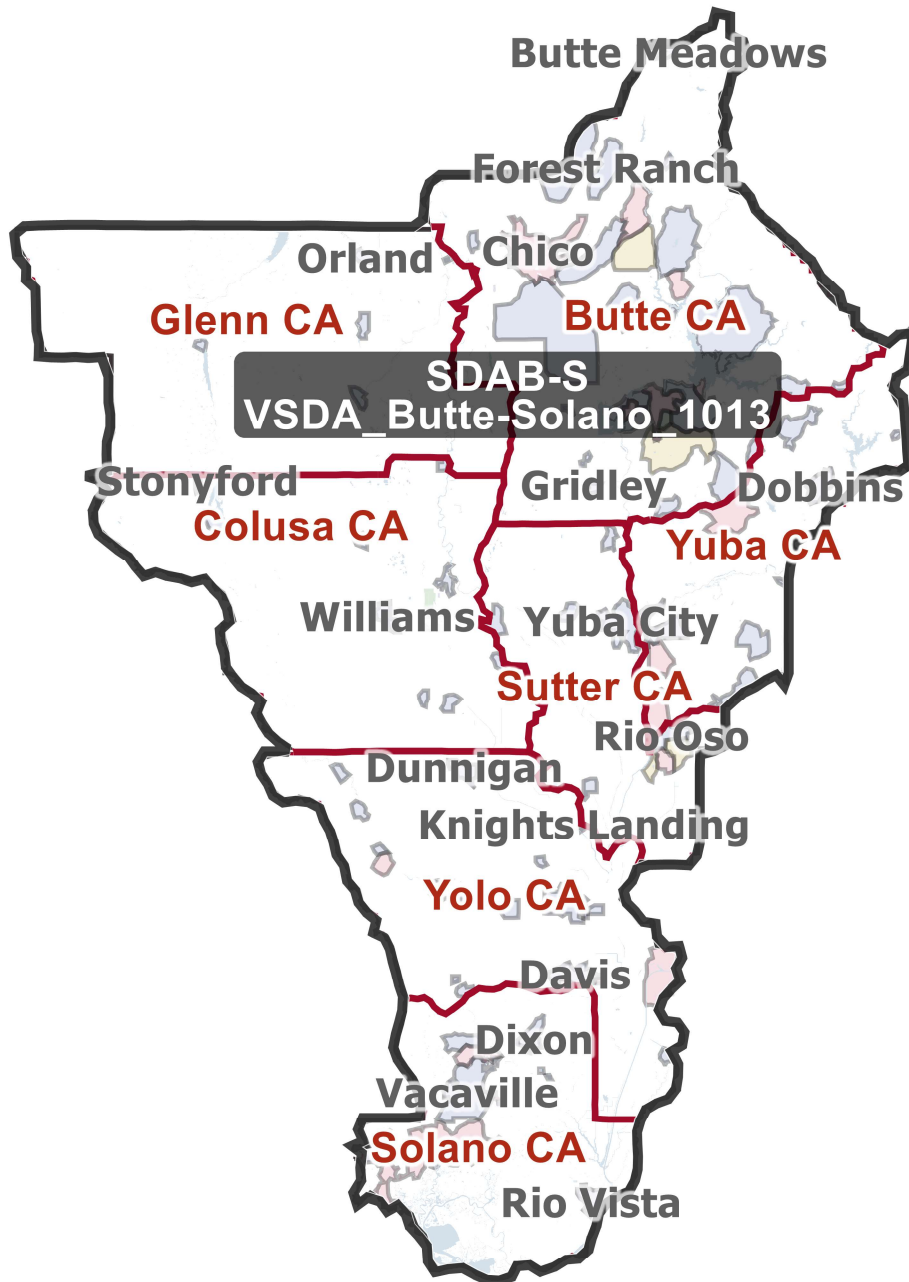 Butte Meadows
Forest Ranch
Orland
Chico
Glenn CA
Butte CA
SDAB-S
VSDA_Butte-Solano_1013
Stonyford
Gridley
Dobbins
Colusa CA
Yuba CA
Williams
Yuba City
Sutter CA
Rio Oso
Dunnigan
Knights Landing
Yolo CA
Davis
Dixon
Vacaville
Solano CA
Rio Vista